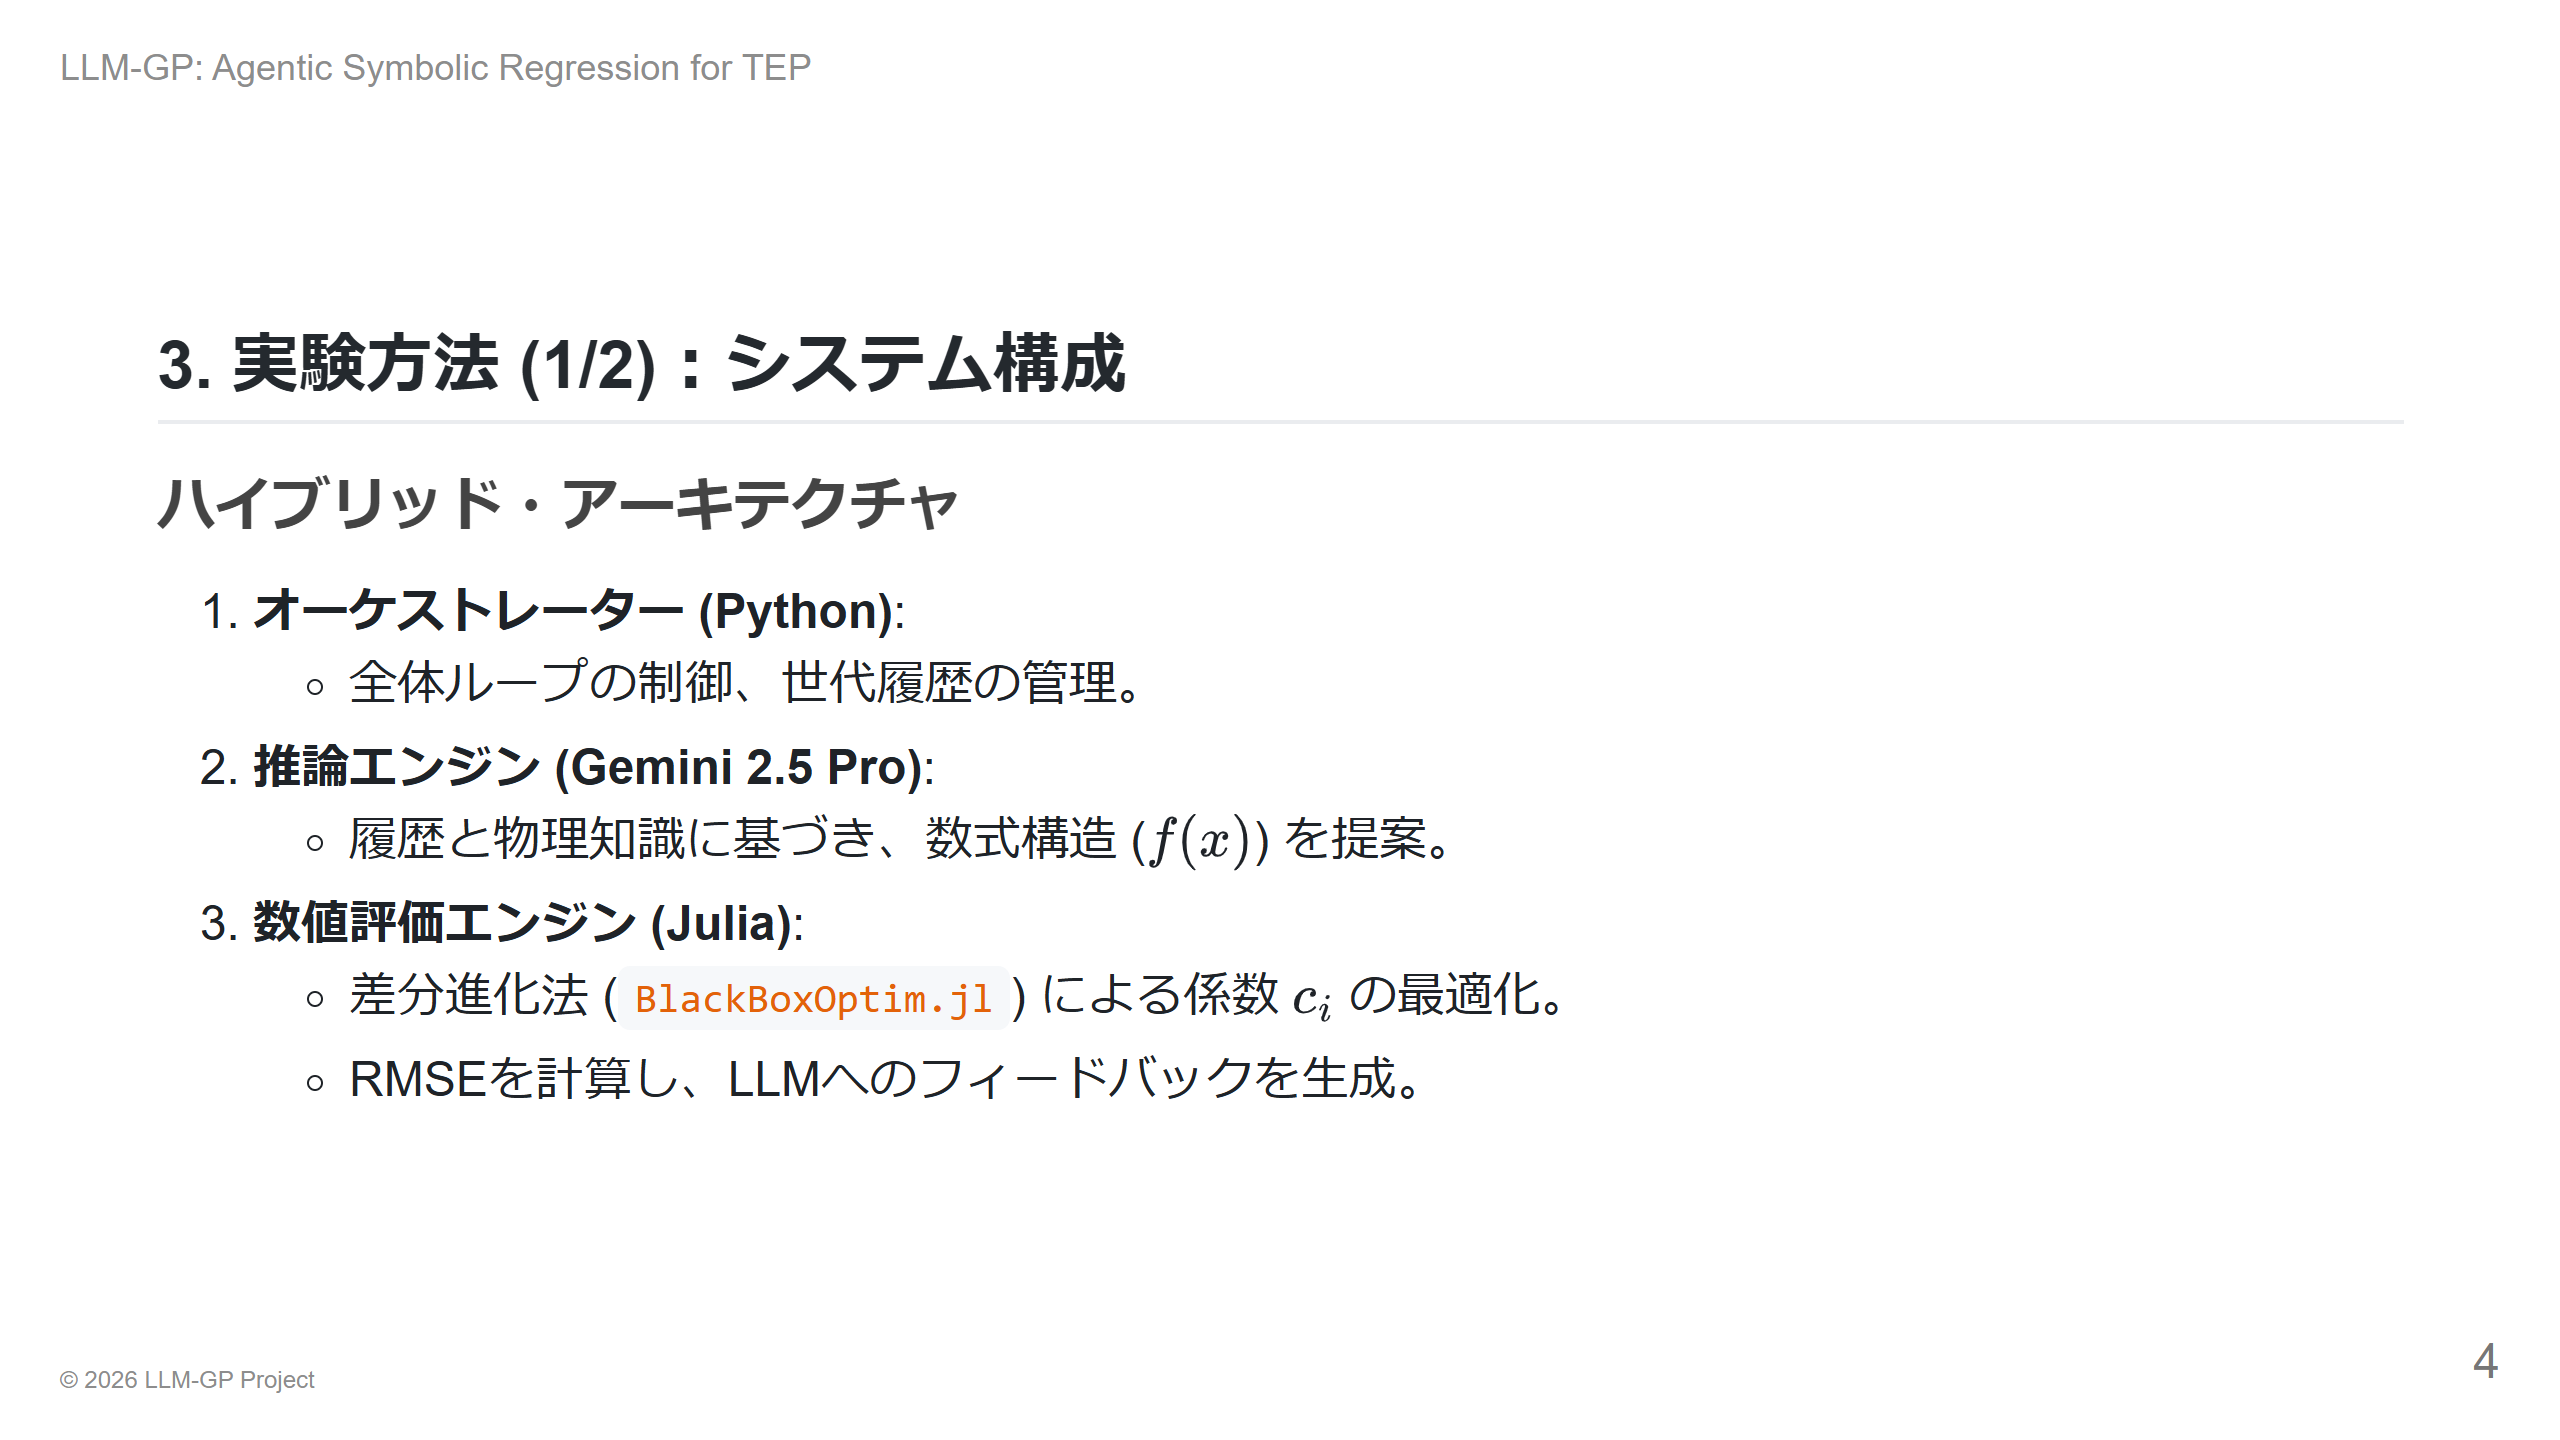 LLM-GP: Agentic Symbolic Regression for TEP
3. 実験方法 (1/2)：システム構成
ハイブリッド・アーキテクチャ
1. オーケストレーター (Python):
○ 全体ループの制御、世代履歴の管理。
2. 推論エンジン (Gemini 2.5 Pro):
○ 履歴と物理知識に基づき、数式構造 (f(x)) を提案。
3. 数値評価エンジン (Julia):
○ 差分進化法 (BlackBoxOptim.jl) による係数 c_i の最適化。
○ RMSEを計算し、LLMへのフィードバックを生成。
© 2026 LLM-GP Project
4